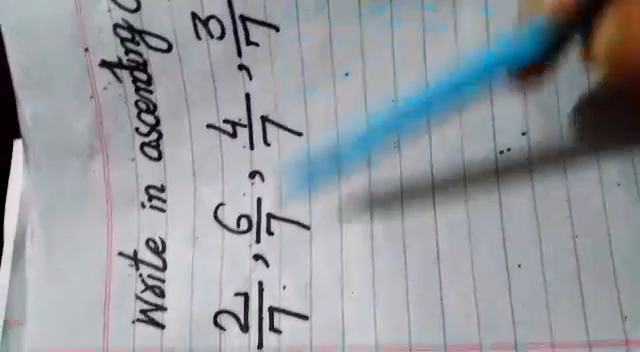 Write in ascending
2/7, 6/7, 4/7, 3/7